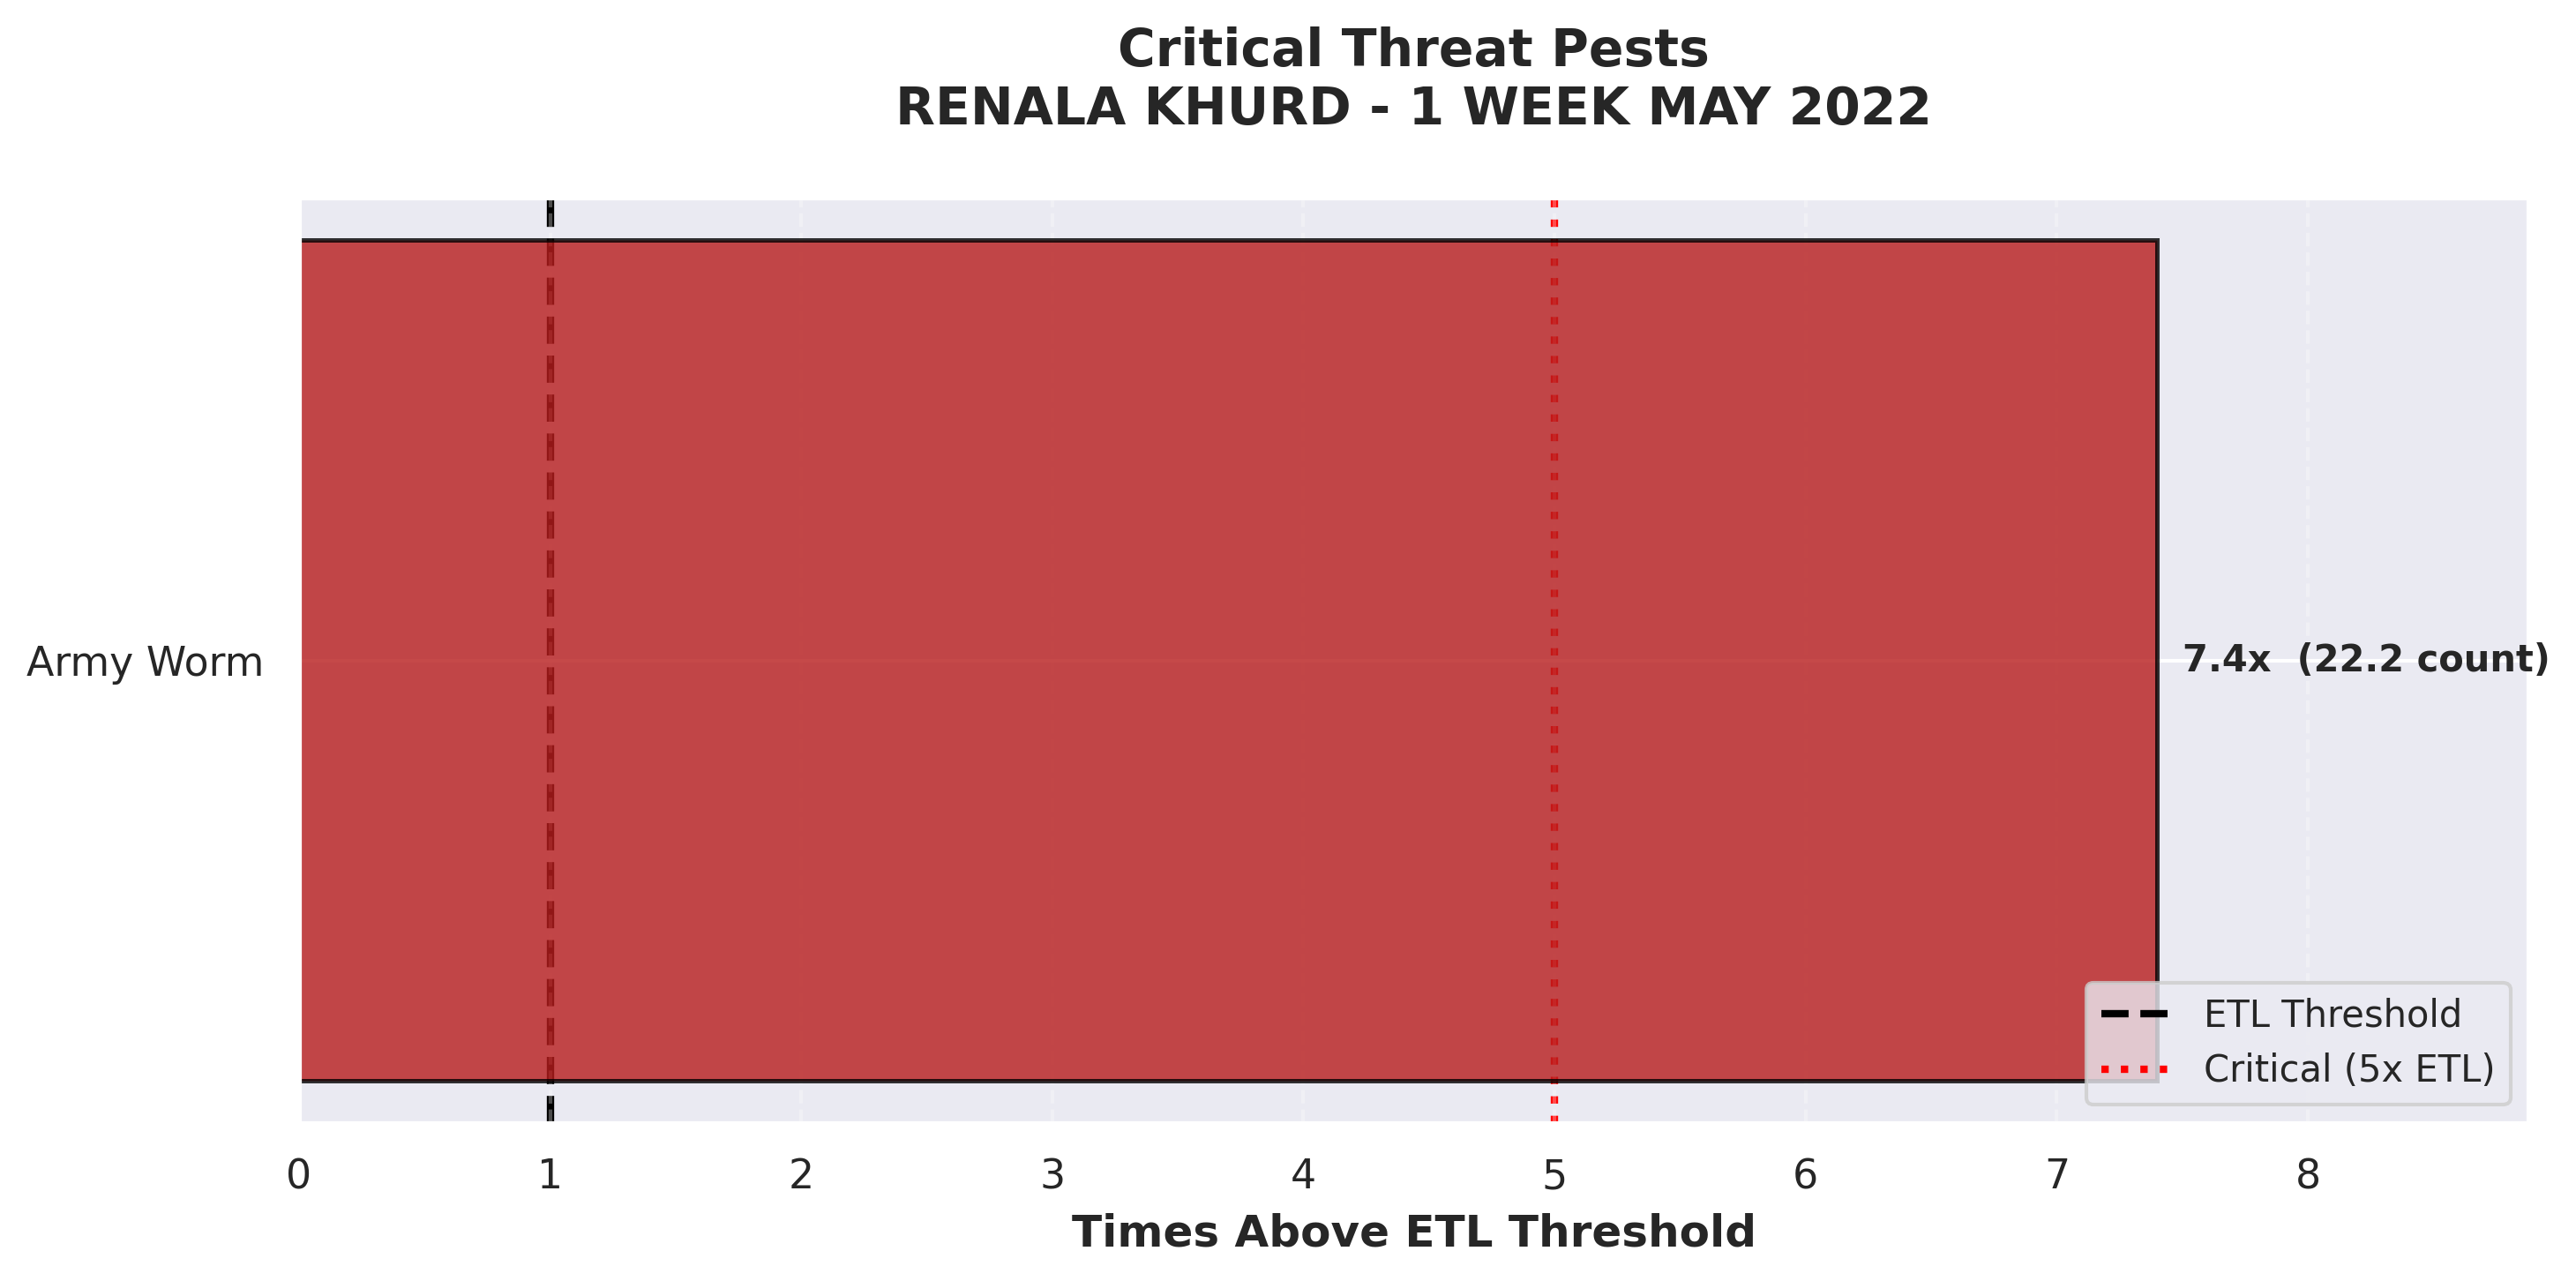 Critical Threat Pests
RENALA KHURD - 1 WEEK MAY 2022
Army Worm
7.4x (22.2 count)
ETL Threshold
Critical (5x ETL)
0 1 2 3 4 5 6 7 8
Times Above ETL Threshold